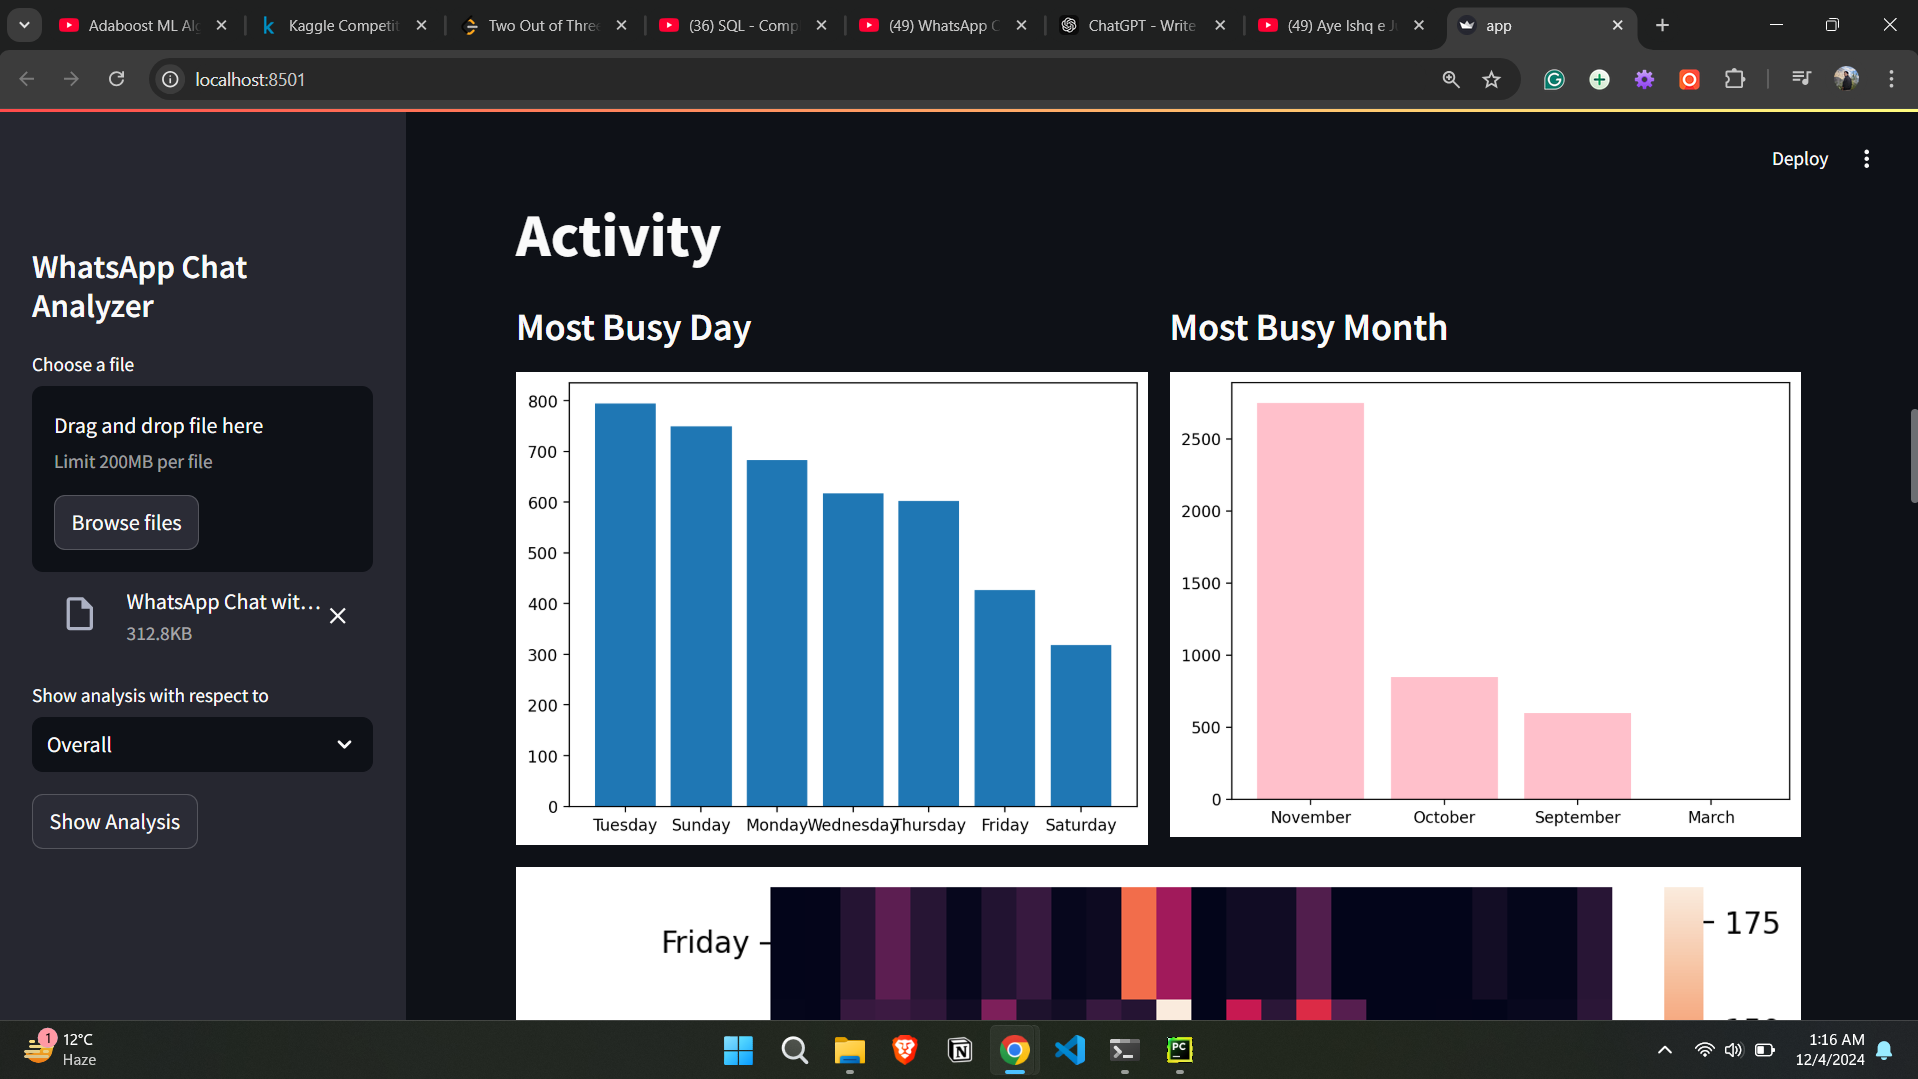 Adaboost ML Alg
Kaggle Competit
Two Out of Three
(36) SQL - Comp
(49) WhatsApp C
ChatGPT - Write
(49) Aye Ishq e Ju
app
localhost:8501
Deploy
WhatsApp Chat
Analyzer
Choose a file
Drag and drop file here
Limit 200MB per file
Browse files
WhatsApp Chat wit...
312.8KB
Show analysis with respect to
Overall
Show Analysis
Activity
Most Busy Day
800
700
600
500
400
300
200
100
0
Tuesday Sunday Monday Wednesday Thursday Friday Saturday
Most Busy Month
2500
2000
1500
1000
500
0
November October September March
Friday
175
1
12°C
Haze
PC
1:16 AM
12/4/2024